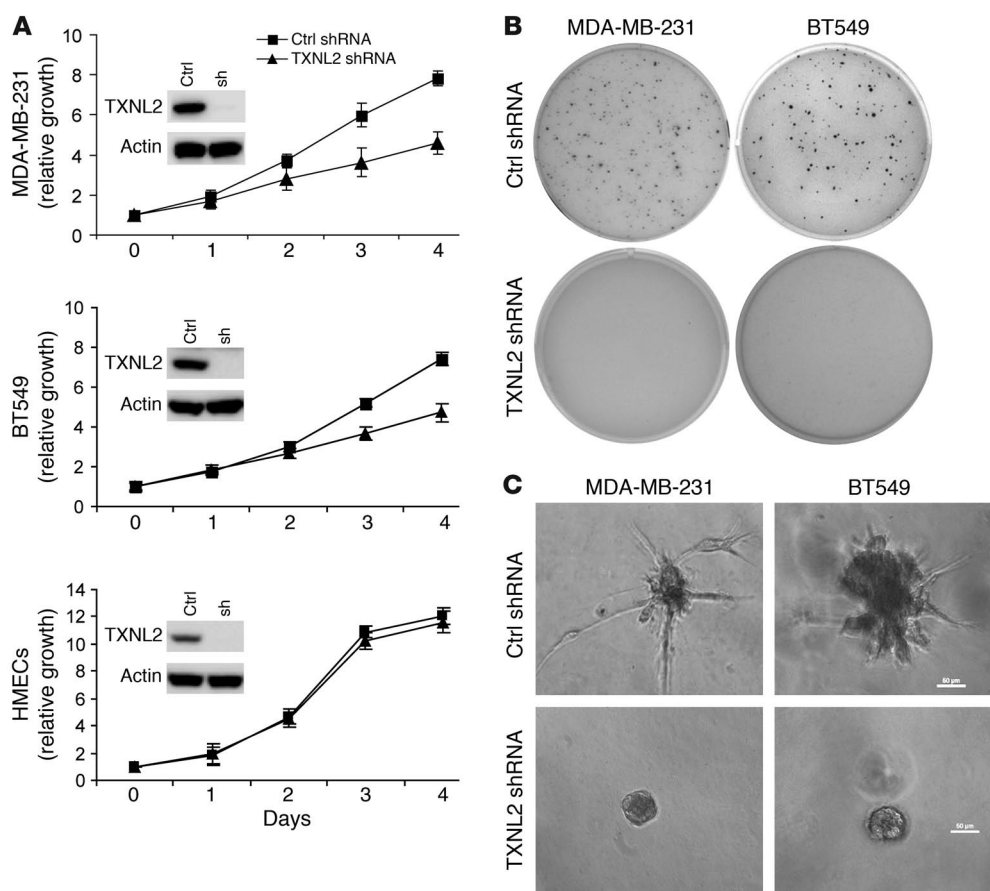 A
MDA-MB-231
(relative growth)
10
8
6
4
2
0
Ctrl
sh
TXNL2
Actin
Ctrl shRNA
TXNL2 shRNA
0 1 2 3 4
BT549
(relative growth)
10
8
6
4
2
0
Ctrl
sh
TXNL2
Actin
0 1 2 3 4
HMECs
(relative growth)
14
12
10
8
6
4
2
0
Ctrl
sh
TXNL2
Actin
0 1 2 3 4
Days
B
MDA-MB-231 BT549
Ctrl shRNA
TXNL2 shRNA
C
MDA-MB-231 BT549
Ctrl shRNA
50 µm
TXNL2 shRNA
50 µm